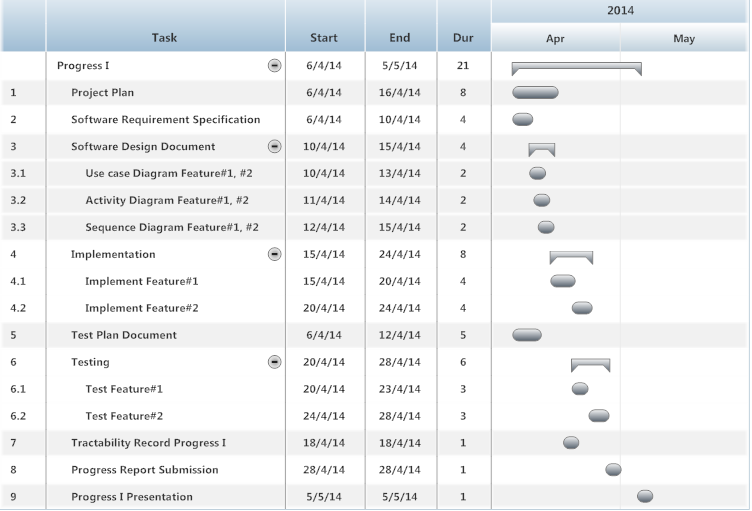 2014
Task Start End Dur Apr May
Progress I 6/4/14 5/5/14 21
1 Project Plan 6/4/14 16/4/14 8
2 Software Requirement Specification 6/4/14 10/4/14 4
3 Software Design Document 10/4/14 15/4/14 4
3.1 Use case Diagram Feature#1, #2 10/4/14 13/4/14 2
3.2 Activity Diagram Feature#1, #2 11/4/14 14/4/14 2
3.3 Sequence Diagram Feature#1, #2 12/4/14 15/4/14 2
4 Implementation 15/4/14 24/4/14 8
4.1 Implement Feature#1 15/4/14 20/4/14 4
4.2 Implement Feature#2 20/4/14 24/4/14 4
5 Test Plan Document 6/4/14 12/4/14 5
6 Testing 20/4/14 28/4/14 6
6.1 Test Feature#1 20/4/14 23/4/14 3
6.2 Test Feature#2 24/4/14 28/4/14 3
7 Tractability Record Progress I 18/4/14 18/4/14 1
8 Progress Report Submission 28/4/14 28/4/14 1
9 Progress I Presentation 5/5/14 5/5/14 1